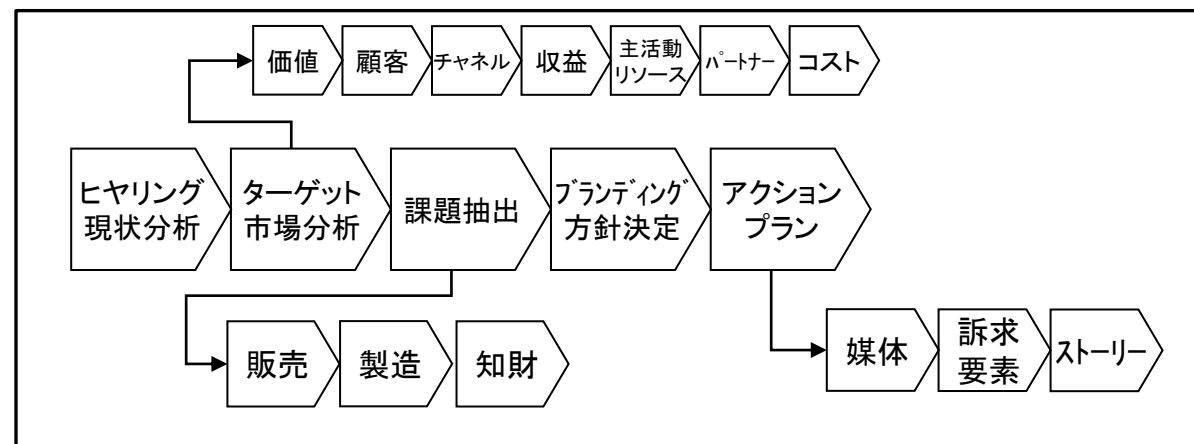 価値
顧客
チャネル
収益
主活動
リソース
パートナー
コスト
ヒヤリング
現状分析
ターゲット
市場分析
課題抽出
ブランディング
方針決定
アクション
プラン
販売
製造
知財
媒体
訴求
要素
ストーリー